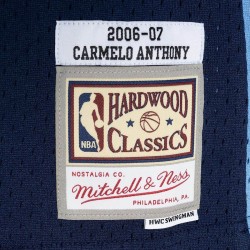 2006-07
CARMELO ANTHONY
HARDWOOD
NBA
CLASSICS
NOSTALGIA CO.
Mitchell & Ness
PHILADELPHIA, PA.
HWC SWINGMAN